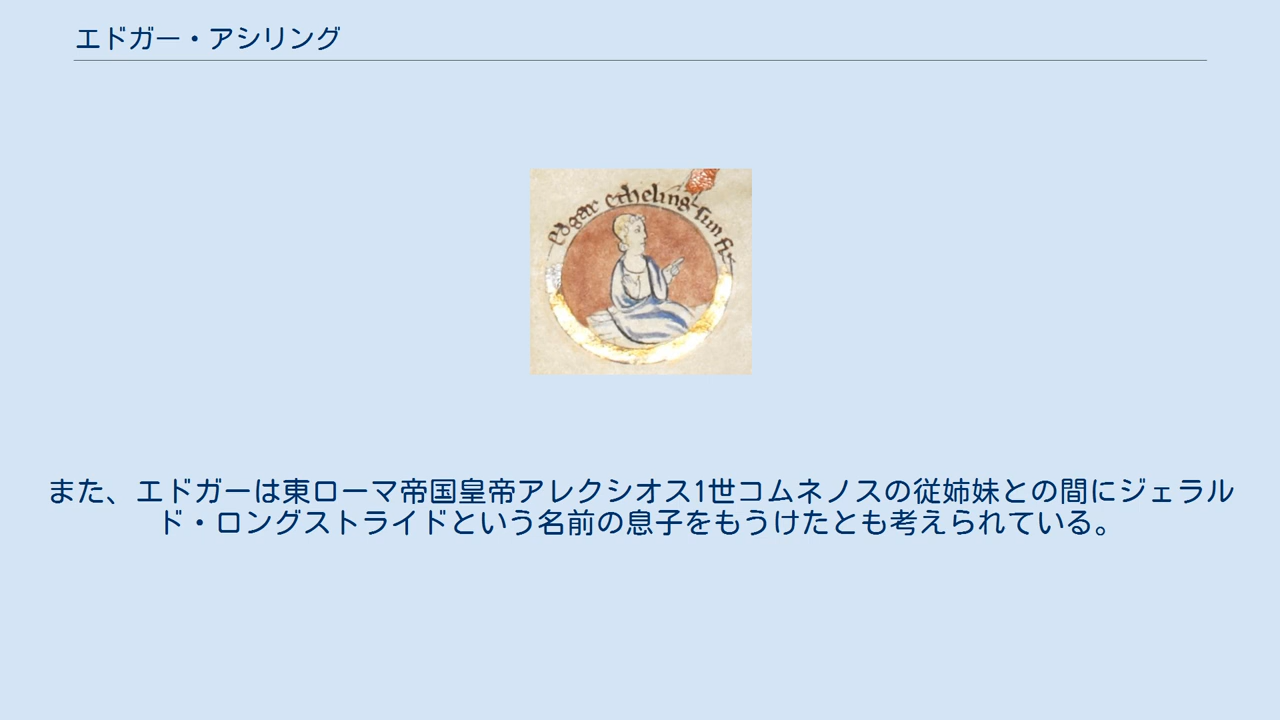 エドガー・アシリング
edgar etheling
また、エドガーは東ローマ帝国皇帝アレクシオス1世コムネノスの従姉妹との間にジェラル
ド・ロングストライドという名前の息子をもうけたとも考えられている。